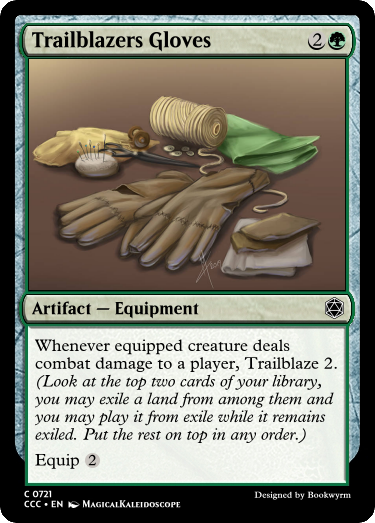 Trailblazers Gloves 2
Artifact — Equipment
Whenever equipped creature deals
combat damage to a player, Trailblaze 2.
(Look at the top two cards of your library,
you may exile a land from among them and
you may play it from exile while it remains
exiled. Put the rest on top in any order.)
Equip 2
C 0721
CCC • EN MagicalKaleidoscope
Designed by Bookwyrm